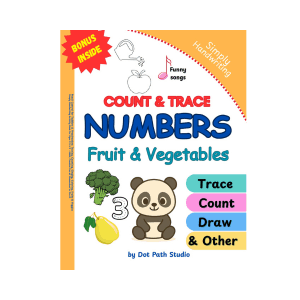 BONUS
INSIDE
Simply
Handwriting
Funny
songs
COUNT & TRACE
NUMBERS
Fruit & Vegetables
3
Trace
Count
Draw
& Other
by Dot Path Studio